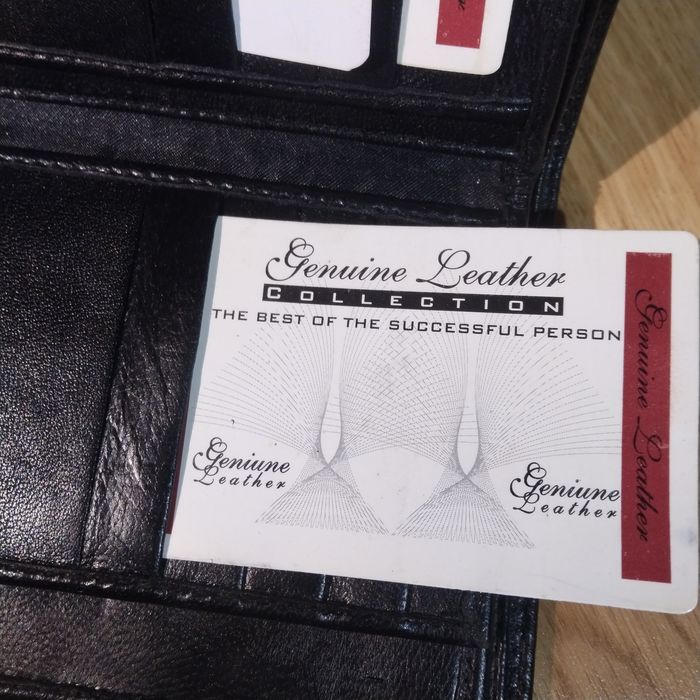 Genuine Leather
COLLECTION
THE BEST OF THE SUCCESSFUL PERSON
Geniune
Leather
Geniune
Leather
Genuine Leather